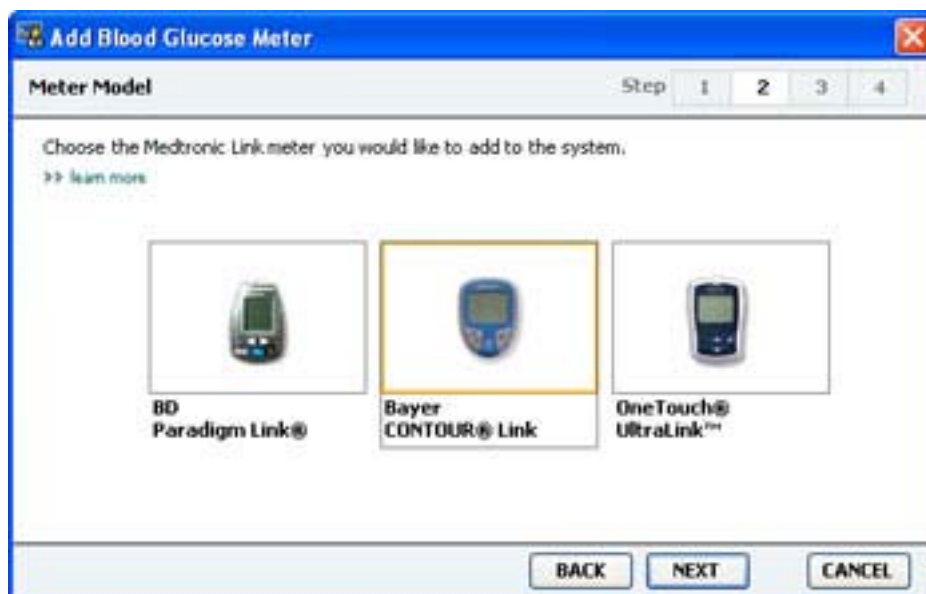 Add Blood Glucose Meter
Meter Model
Step 1 2 3 4
Choose the Medtronic Link meter you would like to add to the system.
>> learn more
BD
Paradigm Link®
Bayer
CONTOUR® Link
OneTouch®
UltraLink™
BACK NEXT CANCEL